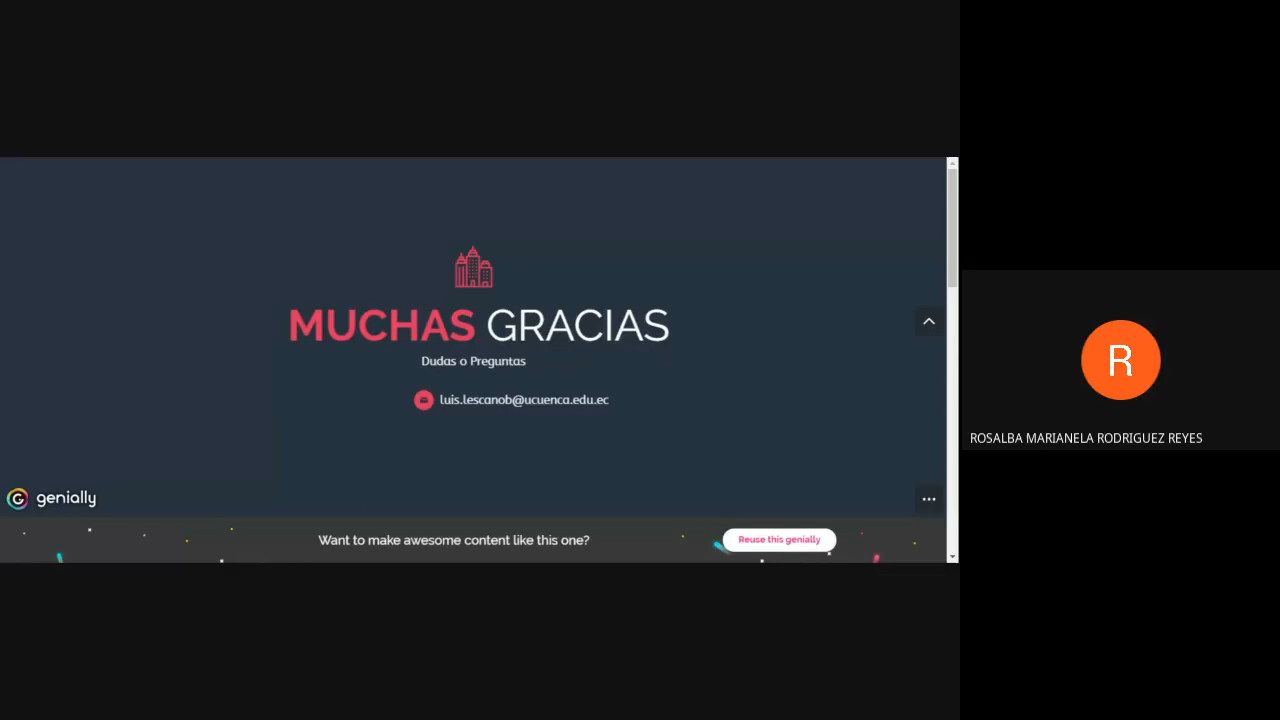 MUCHAS GRACIAS
Dudas o Preguntas
luis.lescanob@ucuenca.edu.ec
genially
Want to make awesome content like this one?
Reuse this genially
R
ROSALBA MARIANELA RODRIGUEZ REYES